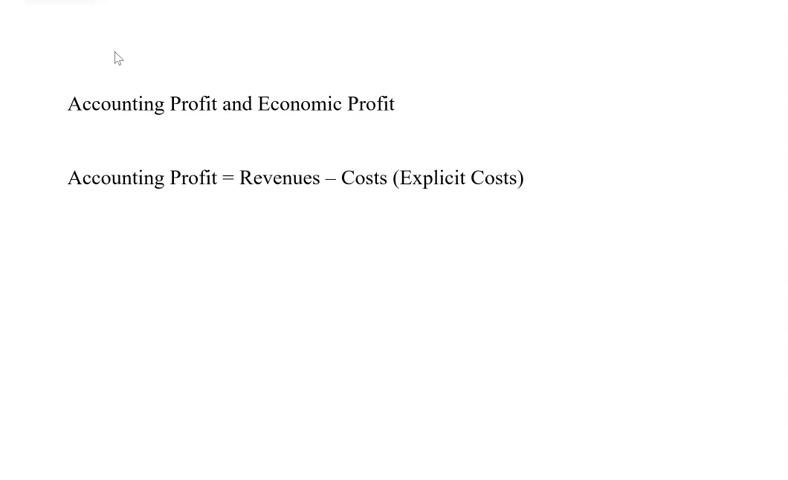 Accounting Profit and Economic Profit
Accounting Profit = Revenues – Costs (Explicit Costs)